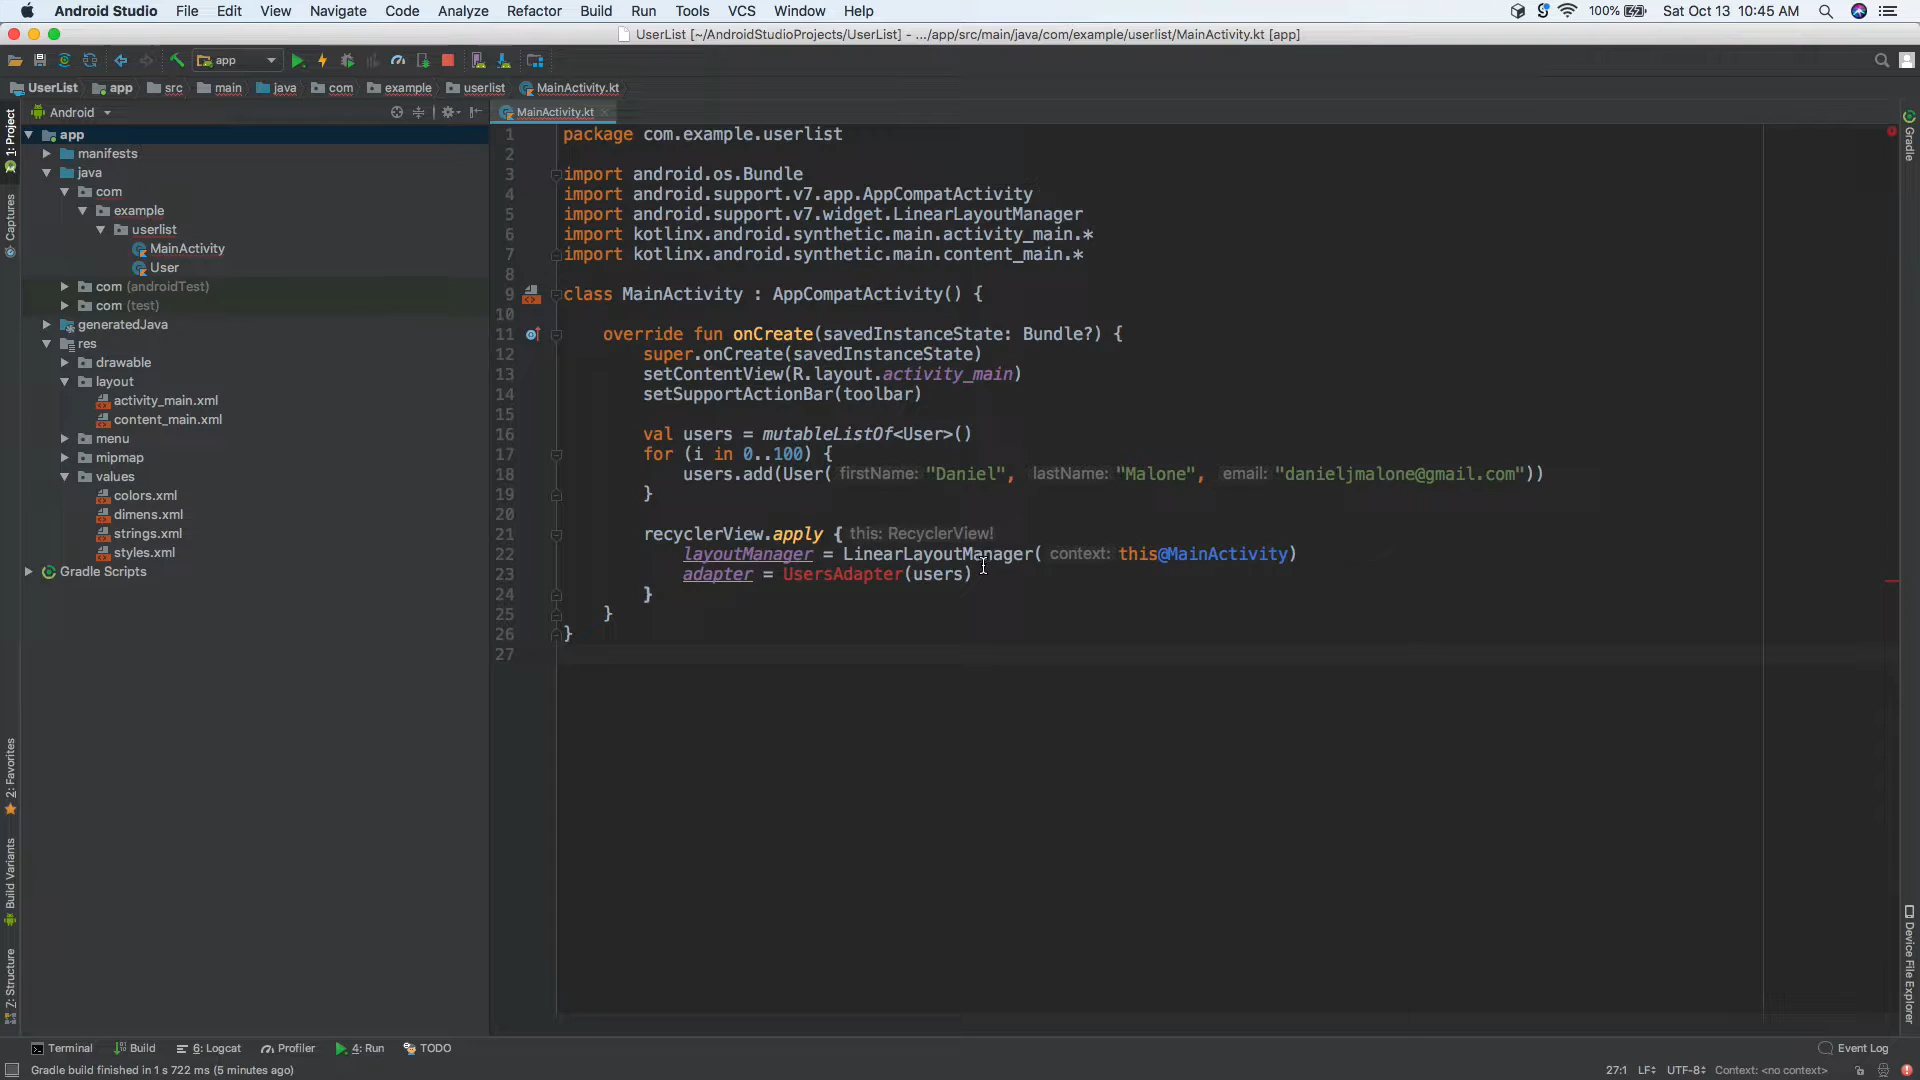 Android Studio File Edit View Navigate Code Analyze Refactor Build Run Tools VCS Window Help 100% Sat Oct 13 10:45 AM
UserList [~/AndroidStudioProjects/UserList] - .../app/src/main/java/com/example/userlist/MainActivity.kt [app]
app
UserList app src main java com example userlist MainActivity.kt
Android
MainActivity.kt
1: Project
Captures
2: Favorites
Build Variants
7: Structure
app
manifests
java
com
example
userlist
MainActivity
User
com (androidTest)
com (test)
generatedJava
res
drawable
layout
activity_main.xml
content_main.xml
menu
mipmap
values
colors.xml
dimens.xml
strings.xml
styles.xml
Gradle Scripts
1 package com.example.userlist
2
3 import android.os.Bundle
4 import android.support.v7.app.AppCompatActivity
5 import android.support.v7.widget.LinearLayoutManager
6 import kotlinx.android.synthetic.main.activity_main.*
7 import kotlinx.android.synthetic.main.content_main.*
8
9 class MainActivity : AppCompatActivity() {
10
11 override fun onCreate(savedInstanceState: Bundle?) {
12 super.onCreate(savedInstanceState)
13 setContentView(R.layout.activity_main)
14 setSupportActionBar(toolbar)
15
16 val users = mutableListOf<User>()
17 for (i in 0..100) {
18 users.add(User( firstName: "Daniel", lastName: "Malone", email: "danieljmalone@gmail.com"))
19 }
20
21 recyclerView.apply { this: RecyclerView!
22 layoutManager = LinearLayoutManager( context: this@MainActivity)
23 adapter = UsersAdapter(users)
24 }
25 }
26 }
27
Gradle
Device File Explorer
Terminal Build 6: Logcat Profiler 4: Run TODO Event Log
Gradle build finished in 1 s 722 ms (5 minutes ago) 27:1 LF UTF-8 Context: <no context>